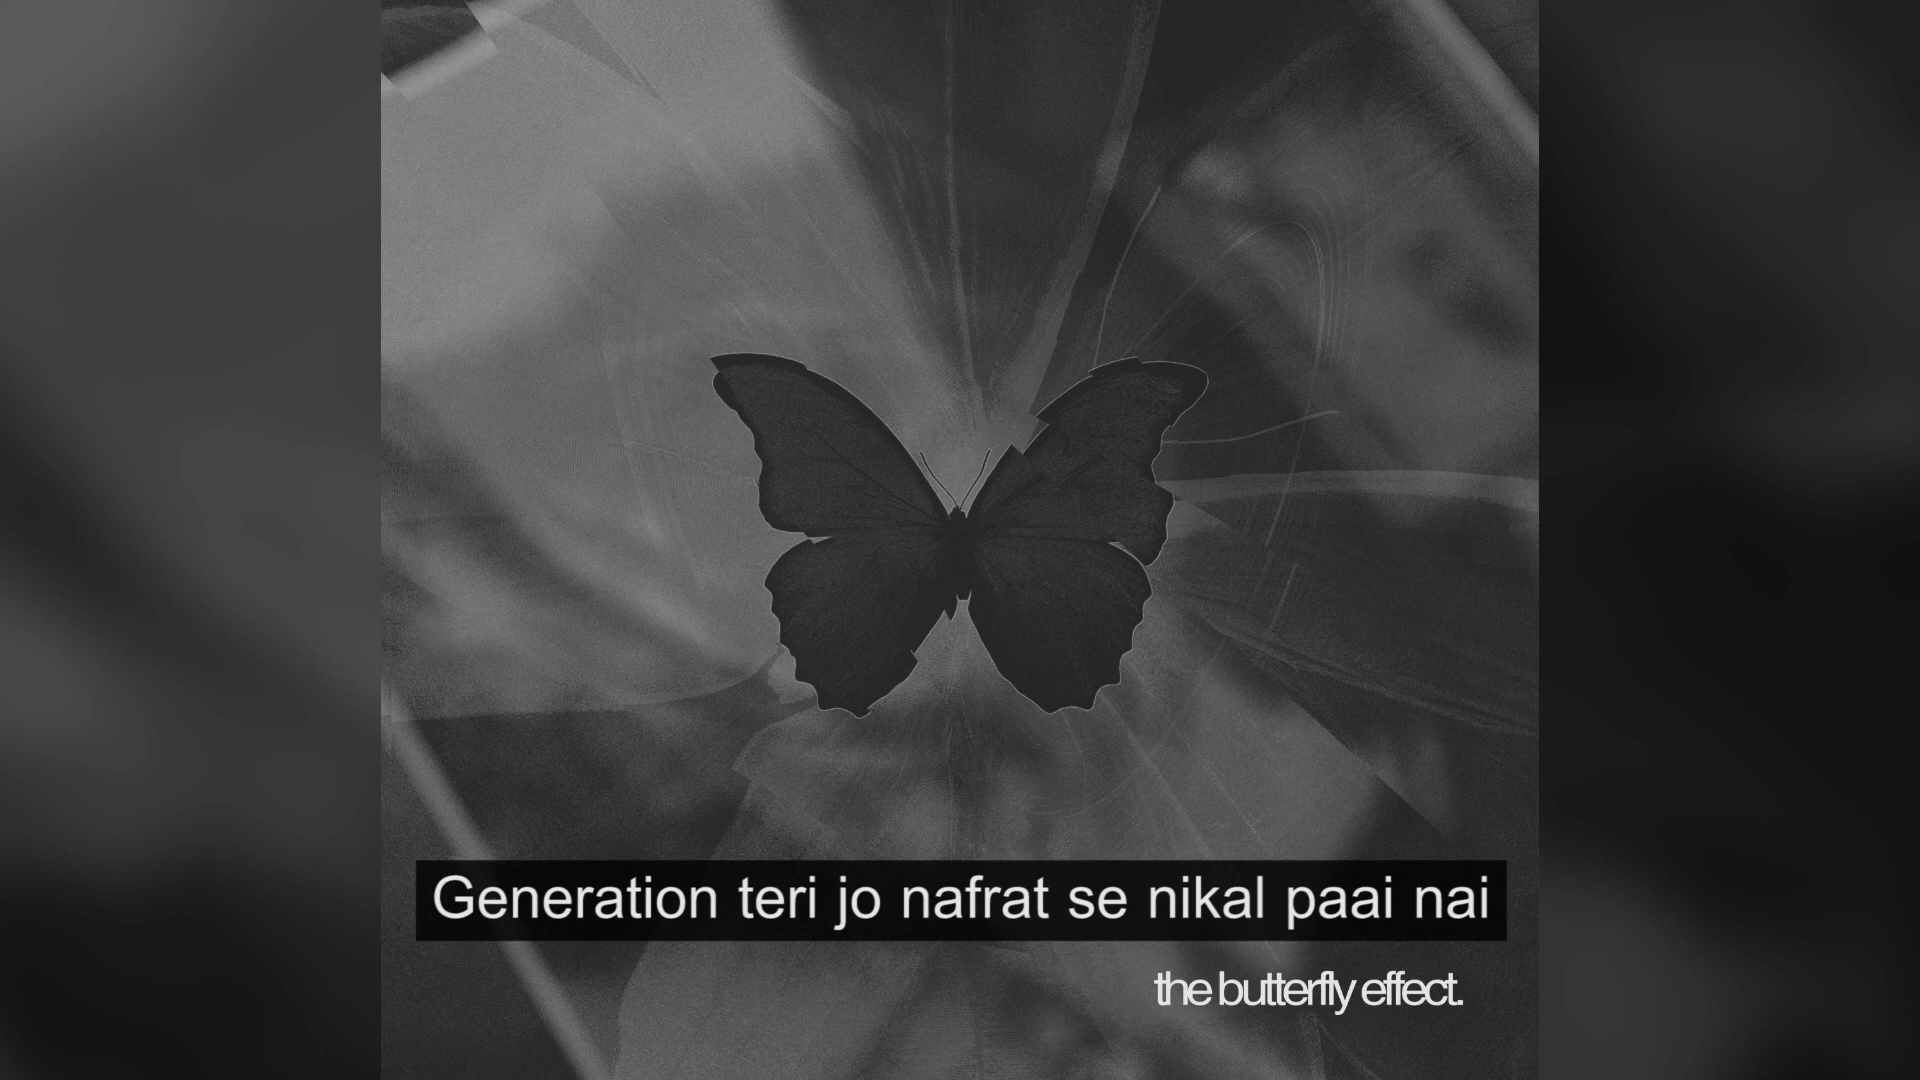 Generation teri jo nafrat se nikal paai nai
the butterfly effect.